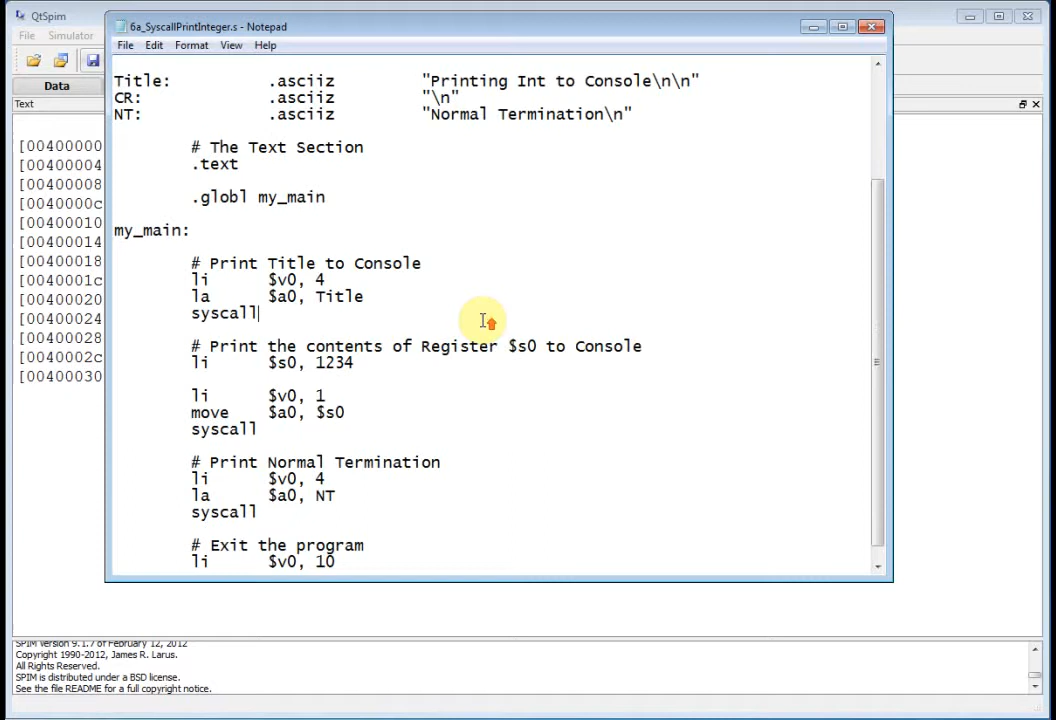 QtSpim
File Simulator
6a_SyscallPrintInteger.s - Notepad
File Edit Format View Help
Data
Text
[00400000
[00400004
[00400008
[0040000c
[00400010
[00400014
[00400018
[0040001c
[00400020
[00400024
[00400028
[0040002c
[00400030
Title: .asciiz "Printing Int to Console\n\n"
CR: .asciiz "\n"
NT: .asciiz "Normal Termination\n"
# The Text Section
.text
.globl my_main
my_main:
# Print Title to Console
li $v0, 4
la $a0, Title
syscall
# Print the contents of Register $s0 to Console
li $s0, 1234
li $v0, 1
move $a0, $s0
syscall
# Print Normal Termination
li $v0, 4
la $a0, NT
syscall
# Exit the program
li $v0, 10
SPIM Version 9.1.7 of February 12, 2012
Copyright 1990-2012, James R. Larus.
All Rights Reserved.
SPIM is distributed under a BSD license.
See the file README for a full copyright notice.